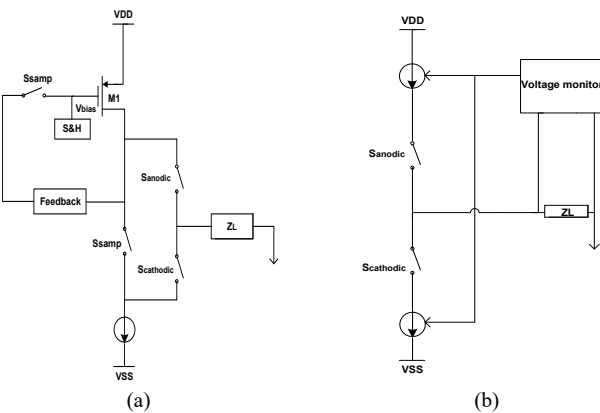 VDD
Ssamp
M1
Vbias
S&H
Sanodic
Feedback
ZL
Ssamp
Scathodic
VSS
(a)
VDD
Voltage monitor
Sanodic
ZL
Scathodic
VSS
(b)